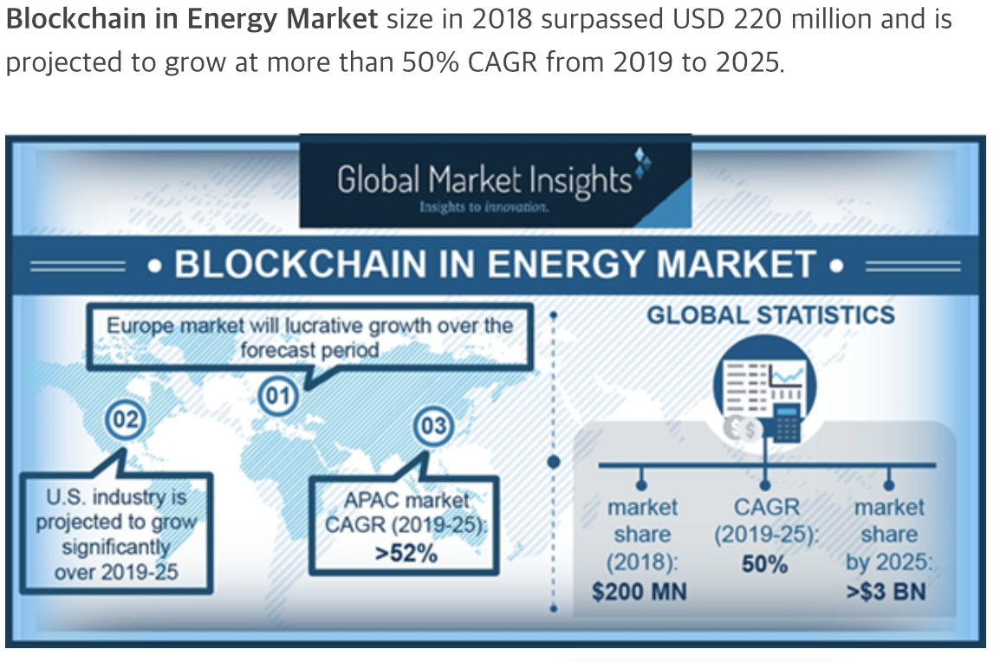 Blockchain in Energy Market size in 2018 surpassed USD 220 million and is
projected to grow at more than 50% CAGR from 2019 to 2025.
Global Market Insights
Insights to innovation.
• BLOCKCHAIN IN ENERGY MARKET •
Europe market will lucrative growth over the
forecast period
01
02
03
U.S. industry is
projected to grow
significantly
over 2019-25
APAC market
CAGR (2019-25):
>52%
GLOBAL STATISTICS
$ $
market
share
(2018):
$200 MN
CAGR
(2019-25):
50%
market
share
by 2025:
>$3 BN